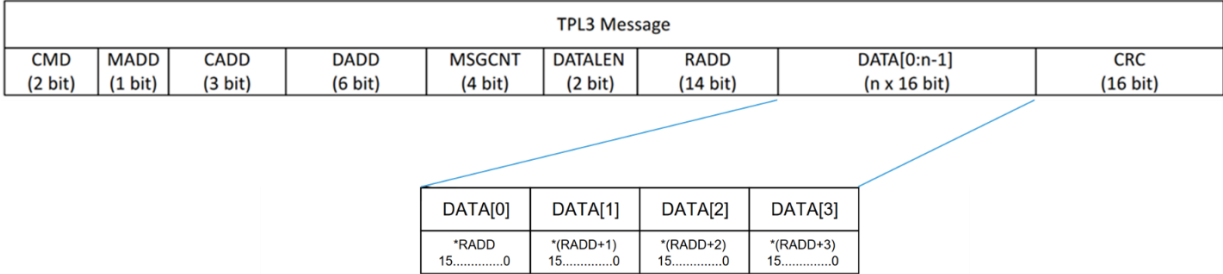 TPL3 Message
CMD MADD CADD DADD MSGCNT DATALEN RADD DATA[0:n-1] CRC
(2 bit) (1 bit) (3 bit) (6 bit) (4 bit) (2 bit) (14 bit) (n x 16 bit) (16 bit)
DATA[0] DATA[1] DATA[2] DATA[3]
*RADD *(RADD+1) *(RADD+2) *(RADD+3)
15.............0 15.............0 15.............0 15.............0